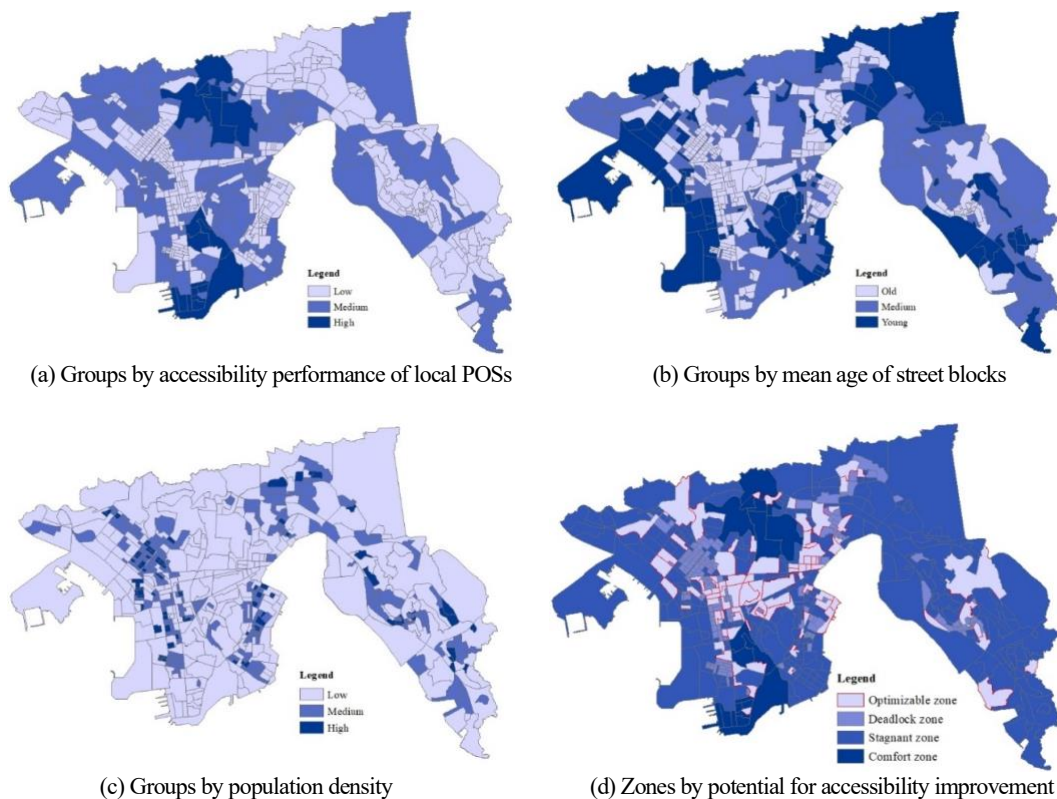 Legend
Low
Medium
High
(a) Groups by accessibility performance of local POSs
Legend
Old
Medium
Young
(b) Groups by mean age of street blocks
Legend
Low
Medium
High
(c) Groups by population density
Legend
Optimizable zone
Deadlock zone
Stagnant zone
Comfort zone
(d) Zones by potential for accessibility improvement